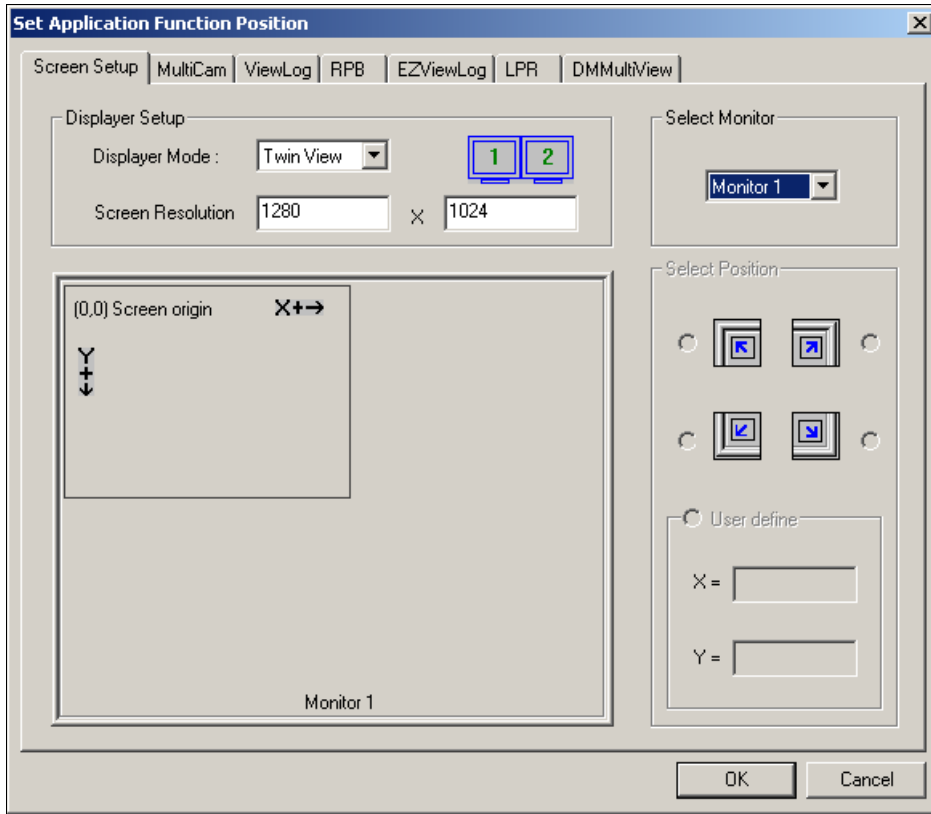 Set Application Function Position
Screen Setup MultiCam ViewLog RPB EZViewLog LPR DMMultiView
Displayer Setup
Displayer Mode : Twin View 1 2
Screen Resolution 1280 X 1024
Select Monitor
Monitor 1
(0,0) Screen origin X+→
Y+↓
Monitor 1
Select Position
User define
X =
Y =
OK Cancel